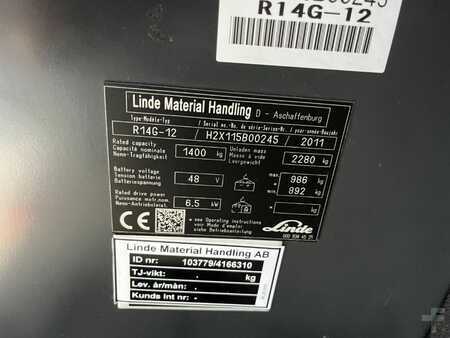 R14G-12
Linde Material Handling D - Aschaffenburg
Type-Modèle-Typ / Serial no.-No. de série-Serien-Nr. / year-année-Baujahr
R14G-12 / H2X115B00245 / 2011
Rated capacity
Capacité nominale
Nenn-Tragfähigkeit
1400 kg
Unladen mass
Masse à vide
Leergewicht
2280 kg
Battery voltage
Tension batterie
Batteriespannung
48 V
max 986 kg
min 892 kg
Rated drive power
Puissance motr.nom.
Nenn-Antriebsleist.
6.5 kW
- kg
CE
see Operating instructions
voir Mode d'emploi
siehe Betriebsanleitung
Linde
Linde Material Handling AB
ID nr: 103779/4166310
TJ-vikt: . kg
Lev. år/mån: .
Kunds Int nr: .